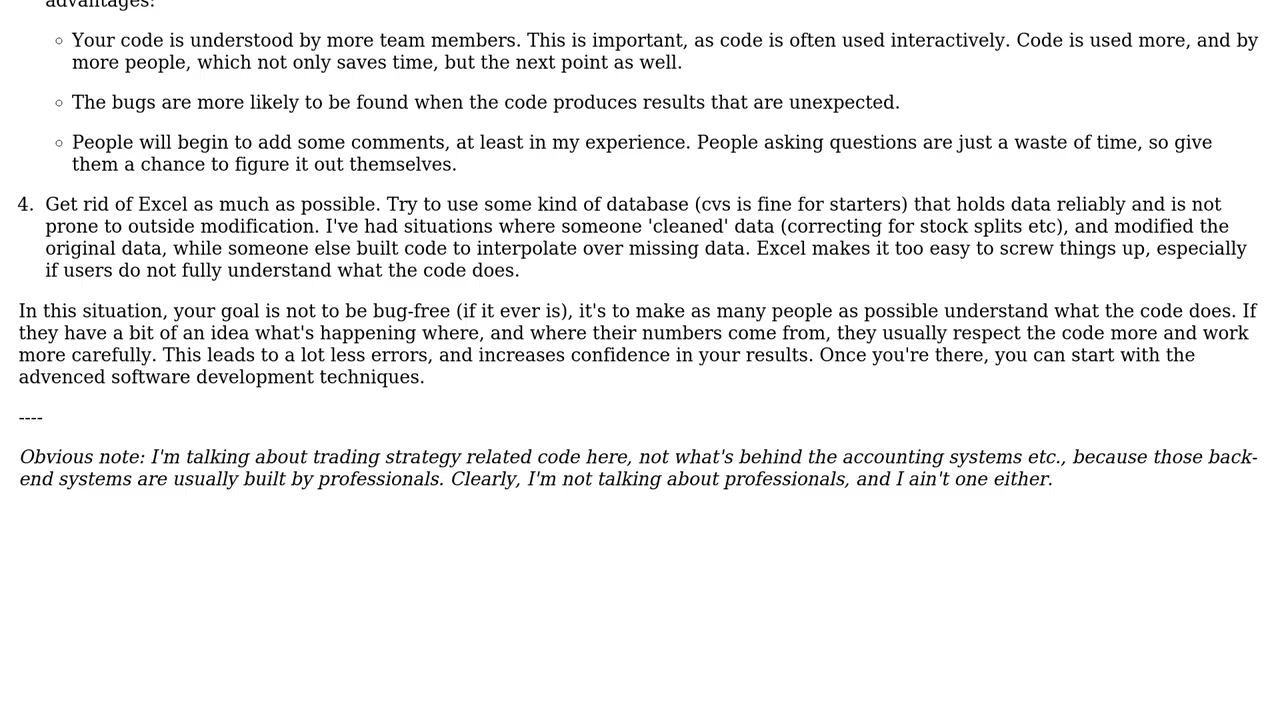 advantages:
Your code is understood by more team members. This is important, as code is often used interactively. Code is used more, and by
more people, which not only saves time, but the next point as well.
The bugs are more likely to be found when the code produces results that are unexpected.
People will begin to add some comments, at least in my experience. People asking questions are just a waste of time, so give
them a chance to figure it out themselves.
4. Get rid of Excel as much as possible. Try to use some kind of database (cvs is fine for starters) that holds data reliably and is not
prone to outside modification. I've had situations where someone 'cleaned' data (correcting for stock splits etc), and modified the
original data, while someone else built code to interpolate over missing data. Excel makes it too easy to screw things up, especially
if users do not fully understand what the code does.
In this situation, your goal is not to be bug-free (if it ever is), it's to make as many people as possible understand what the code does. If
they have a bit of an idea what's happening where, and where their numbers come from, they usually respect the code more and work
more carefully. This leads to a lot less errors, and increases confidence in your results. Once you're there, you can start with the
advenced software development techniques.
----
Obvious note: I'm talking about trading strategy related code here, not what's behind the accounting systems etc., because those back-
end systems are usually built by professionals. Clearly, I'm not talking about professionals, and I ain't one either.